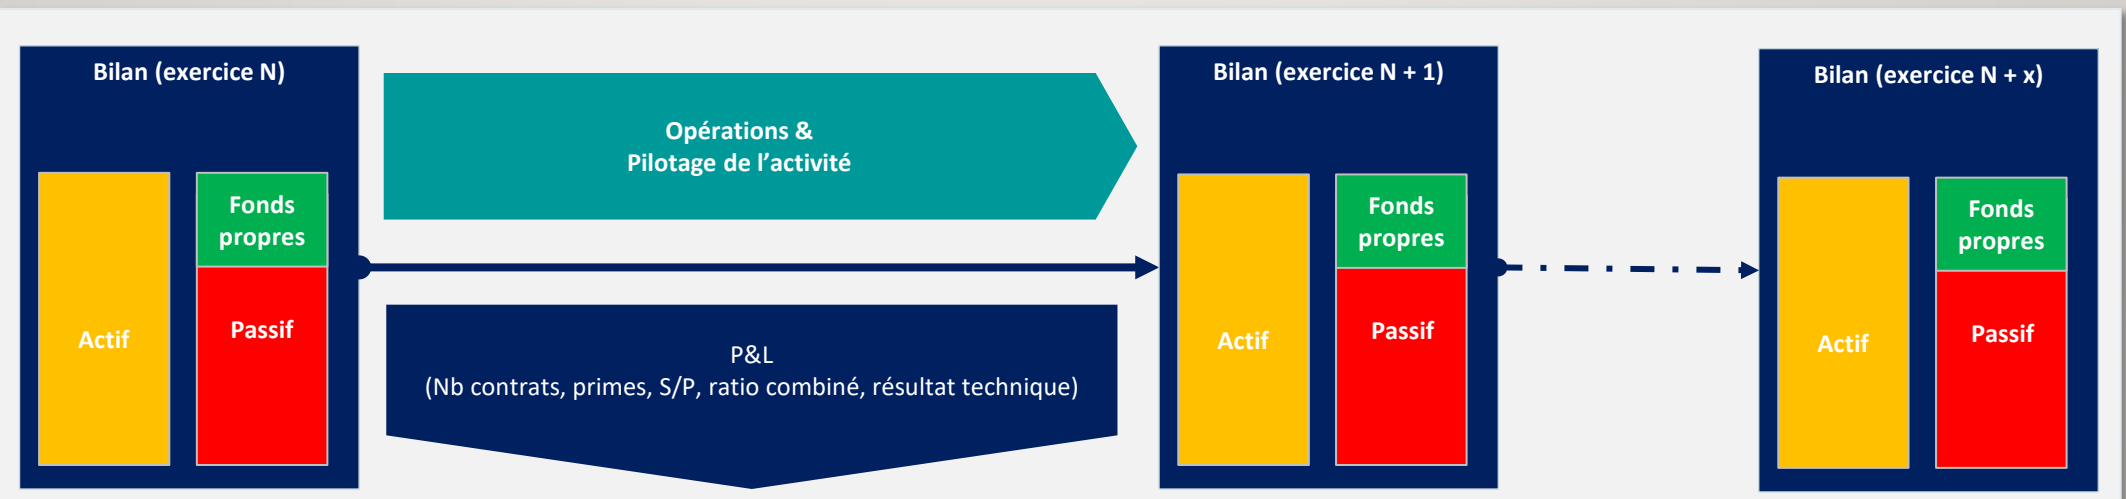 Bilan (exercice N)
Actif
Fonds
propres
Passif
Opérations &
Pilotage de l’activité
P&L
(Nb contrats, primes, S/P, ratio combiné, résultat technique)
Bilan (exercice N + 1)
Actif
Fonds
propres
Passif
Bilan (exercice N + x)
Actif
Fonds
propres
Passif